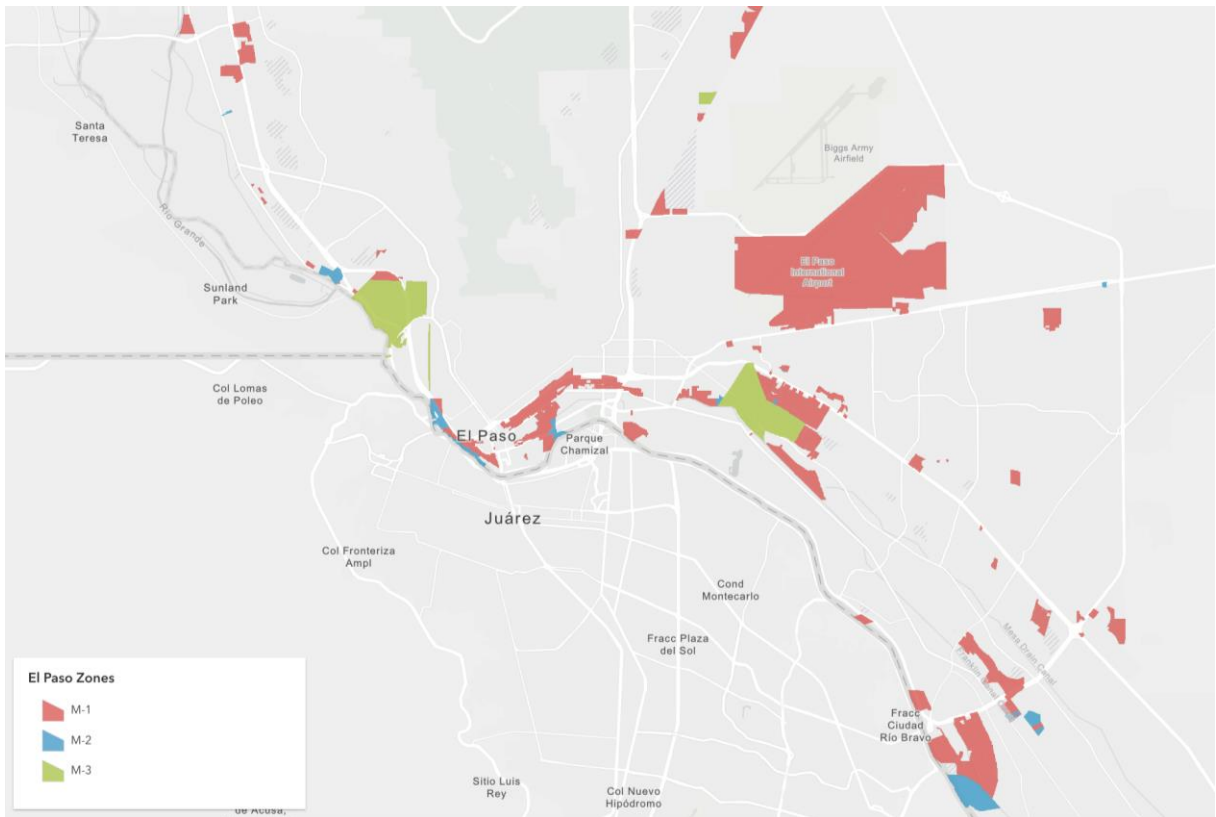 Santa
Teresa
Biggs Army
Airfield
Rio Grande
El Paso
International
Airport
Sunland
Park
Col Lomas
de Poleo
El Paso
Parque
Chamizal
Juárez
Col Fronteriza
Ampl
Cond
Montecarlo
Fracc Plaza
del Sol
Mesa Drain Canal
Franklin Canal
Fracc
Ciudad
Río Bravo
Sitio Luis
Rey
Col Nuevo
Hipódromo
El Paso Zones
M-1
M-2
M-3
de Acusa,